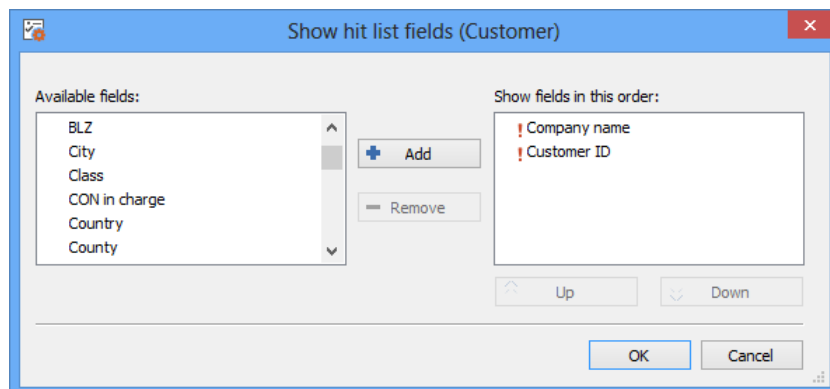 Show hit list fields (Customer)
Available fields:
BLZ
City
Class
CON in charge
Country
County
Add
Remove
Show fields in this order:
! Company name
! Customer ID
Up
Down
OK
Cancel